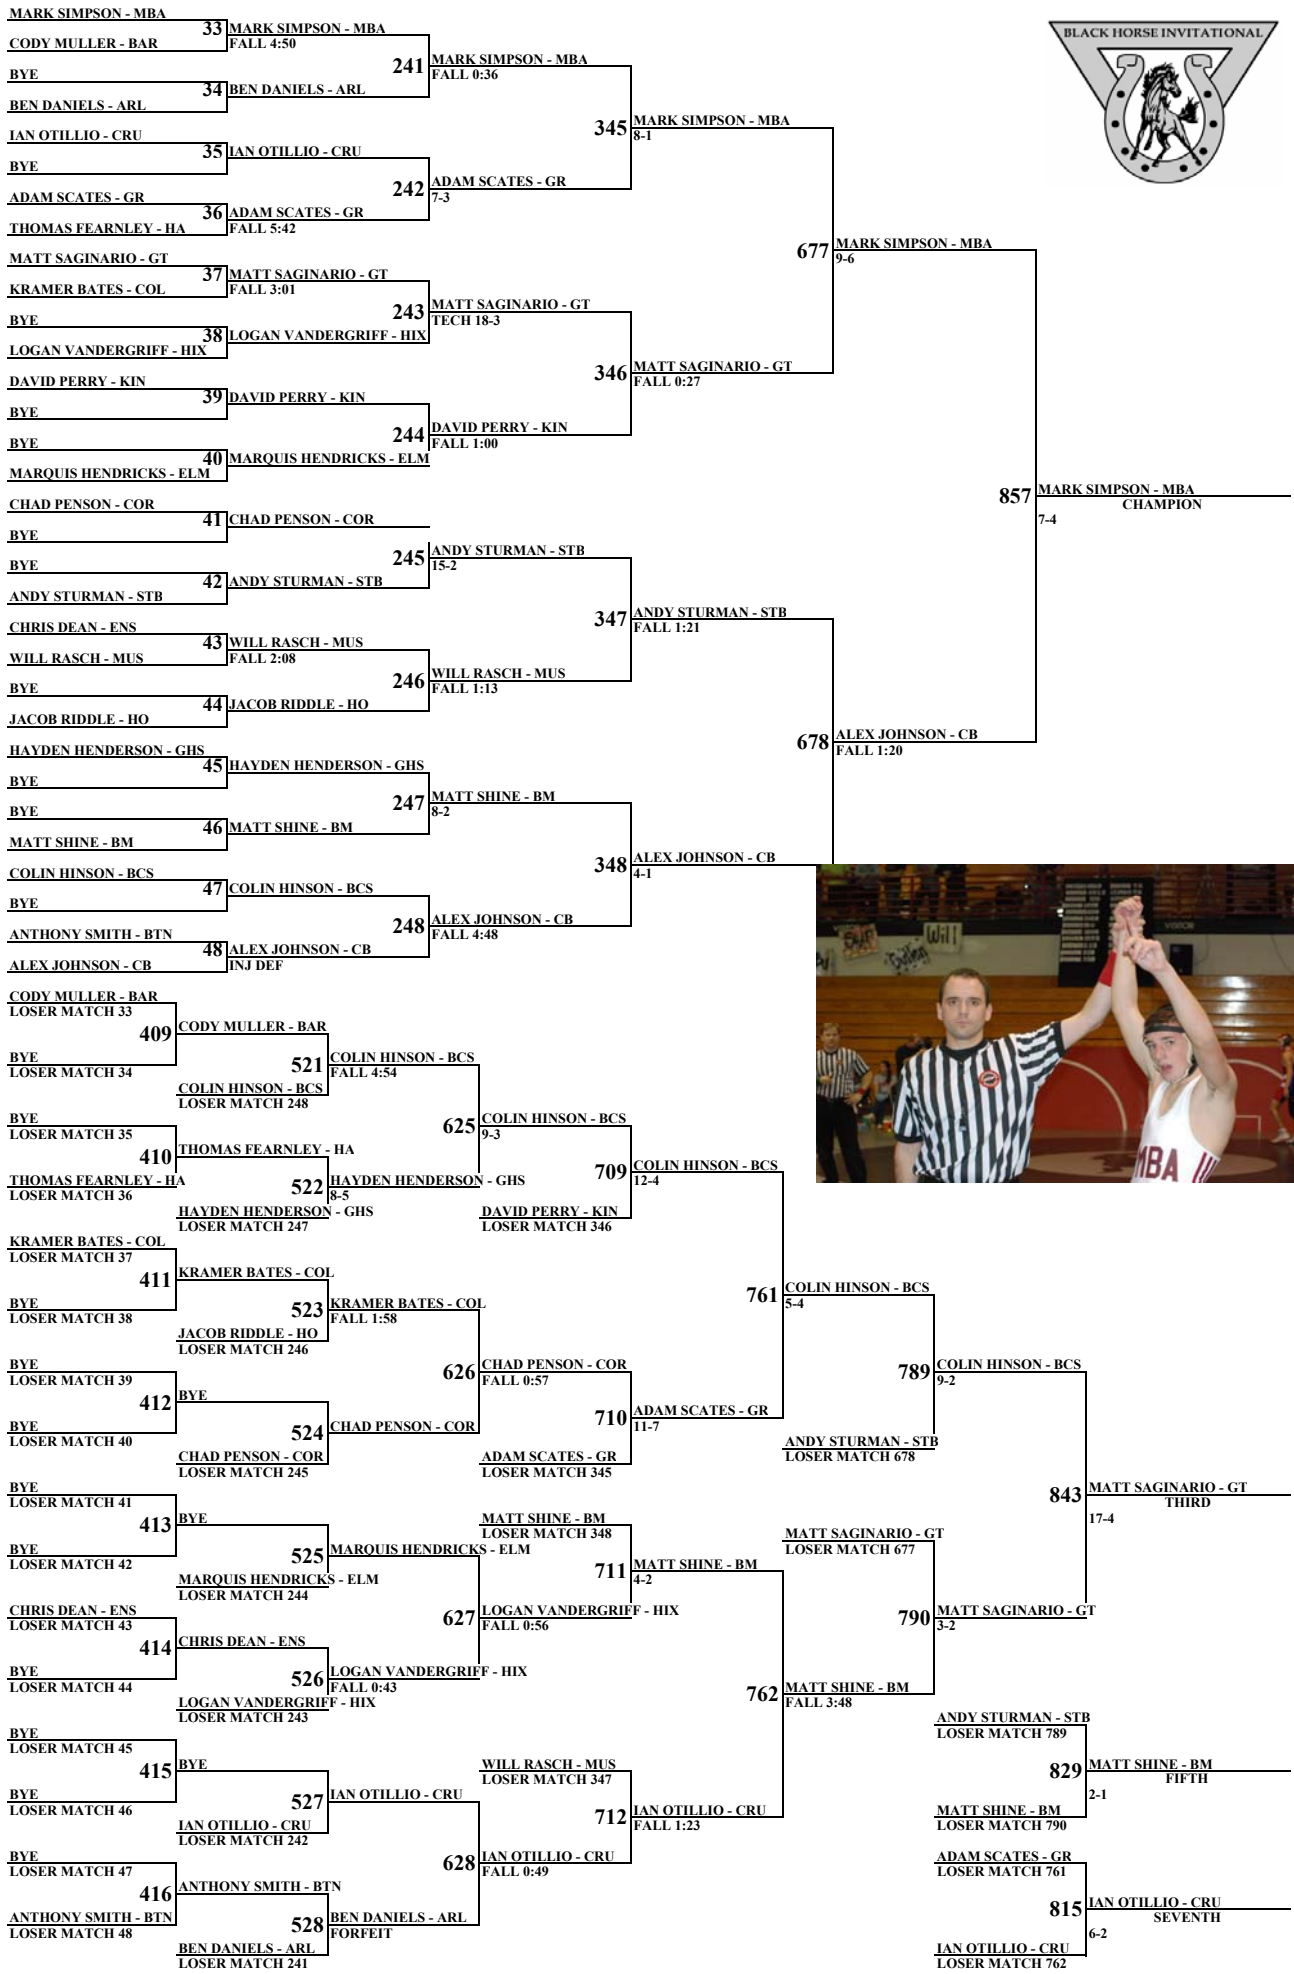 BLACK HORSE INVITATIONAL
MARK SIMPSON - MBA
33
CODY MULLER - BAR
BYE
34
BEN DANIELS - ARL
IAN OTILLIO - CRU
35
BYE
ADAM SCATES - GR
36
THOMAS FEARNLEY - HA
MATT SAGINARIO - GT
37
KRAMER BATES - COL
BYE
38
LOGAN VANDERGRIFF - HIX
DAVID PERRY - KIN
39
BYE
BYE
40
MARQUIS HENDRICKS - ELM
CHAD PENSON - COR
41
BYE
BYE
42
ANDY STURMAN - STB
CHRIS DEAN - ENS
43
WILL RASCH - MUS
BYE
44
JACOB RIDDLE - HO
HAYDEN HENDERSON - GHS
45
BYE
BYE
46
MATT SHINE - BM
COLIN HINSON - BCS
47
BYE
ANTHONY SMITH - BTN
48
ALEX JOHNSON - CB
MARK SIMPSON - MBA
FALL 4:50
241
BEN DANIELS - ARL
IAN OTILLIO - CRU
242
ADAM SCATES - GR
FALL 5:42
MATT SAGINARIO - GT
FALL 3:01
243
LOGAN VANDERGRIFF - HIX
DAVID PERRY - KIN
244
MARQUIS HENDRICKS - ELM
CHAD PENSON - COR
245
ANDY STURMAN - STB
WILL RASCH - MUS
FALL 2:08
246
JACOB RIDDLE - HO
HAYDEN HENDERSON - GHS
247
MATT SHINE - BM
COLIN HINSON - BCS
248
ALEX JOHNSON - CB
INJ DEF
MARK SIMPSON - MBA
FALL 0:36
345
ADAM SCATES - GR
7-3
MATT SAGINARIO - GT
TECH 18-3
346
DAVID PERRY - KIN
FALL 1:00
ANDY STURMAN - STB
15-2
347
WILL RASCH - MUS
FALL 1:13
MATT SHINE - BM
8-2
348
ALEX JOHNSON - CB
FALL 4:48
MARK SIMPSON - MBA
8-1
677
MATT SAGINARIO - GT
FALL 0:27
ANDY STURMAN - STB
FALL 1:21
678
ALEX JOHNSON - CB
4-1
MARK SIMPSON - MBA
9-6
857
ALEX JOHNSON - CB
FALL 1:20
MARK SIMPSON - MBA
CHAMPION
7-4
Will
MBA
CODY MULLER - BAR
LOSER MATCH 33
409
BYE
LOSER MATCH 34
BYE
LOSER MATCH 35
410
THOMAS FEARNLEY - HA
LOSER MATCH 36
KRAMER BATES - COL
LOSER MATCH 37
411
BYE
LOSER MATCH 38
BYE
LOSER MATCH 39
412
BYE
LOSER MATCH 40
BYE
LOSER MATCH 41
413
BYE
LOSER MATCH 42
CHRIS DEAN - ENS
LOSER MATCH 43
414
BYE
LOSER MATCH 44
BYE
LOSER MATCH 45
415
BYE
LOSER MATCH 46
BYE
LOSER MATCH 47
416
ANTHONY SMITH - BTN
LOSER MATCH 48
CODY MULLER - BAR
521
COLIN HINSON - BCS
LOSER MATCH 248
THOMAS FEARNLEY - HA
522
HAYDEN HENDERSON - GHS
LOSER MATCH 247
KRAMER BATES - COL
523
JACOB RIDDLE - HO
LOSER MATCH 246
BYE
524
CHAD PENSON - COR
LOSER MATCH 245
BYE
525
MARQUIS HENDRICKS - ELM
LOSER MATCH 244
CHRIS DEAN - ENS
526
LOGAN VANDERGRIFF - HIX
LOSER MATCH 243
BYE
527
IAN OTILLIO - CRU
LOSER MATCH 242
ANTHONY SMITH - BTN
528
BEN DANIELS - ARL
LOSER MATCH 241
COLIN HINSON - BCS
FALL 4:54
625
HAYDEN HENDERSON - GHS
8-5
KRAMER BATES - COL
FALL 1:58
626
CHAD PENSON - COR
MARQUIS HENDRICKS - ELM
627
LOGAN VANDERGRIFF - HIX
FALL 0:43
IAN OTILLIO - CRU
628
BEN DANIELS - ARL
FORFEIT
COLIN HINSON - BCS
9-3
709
DAVID PERRY - KIN
LOSER MATCH 346
CHAD PENSON - COR
FALL 0:57
710
ADAM SCATES - GR
LOSER MATCH 345
MATT SHINE - BM
LOSER MATCH 348
711
LOGAN VANDERGRIFF - HIX
FALL 0:56
WILL RASCH - MUS
LOSER MATCH 347
712
IAN OTILLIO - CRU
FALL 0:49
COLIN HINSON - BCS
12-4
761
ADAM SCATES - GR
11-7
MATT SHINE - BM
4-2
762
IAN OTILLIO - CRU
FALL 1:23
COLIN HINSON - BCS
5-4
789
ANDY STURMAN - STB
LOSER MATCH 678
MATT SAGINARIO - GT
LOSER MATCH 677
790
MATT SHINE - BM
FALL 3:48
COLIN HINSON - BCS
9-2
843
MATT SAGINARIO - GT
3-2
MATT SAGINARIO - GT
THIRD
17-4
ANDY STURMAN - STB
LOSER MATCH 789
829
MATT SHINE - BM
LOSER MATCH 790
MATT SHINE - BM
FIFTH
2-1
ADAM SCATES - GR
LOSER MATCH 761
815
IAN OTILLIO - CRU
LOSER MATCH 762
IAN OTILLIO - CRU
SEVENTH
6-2